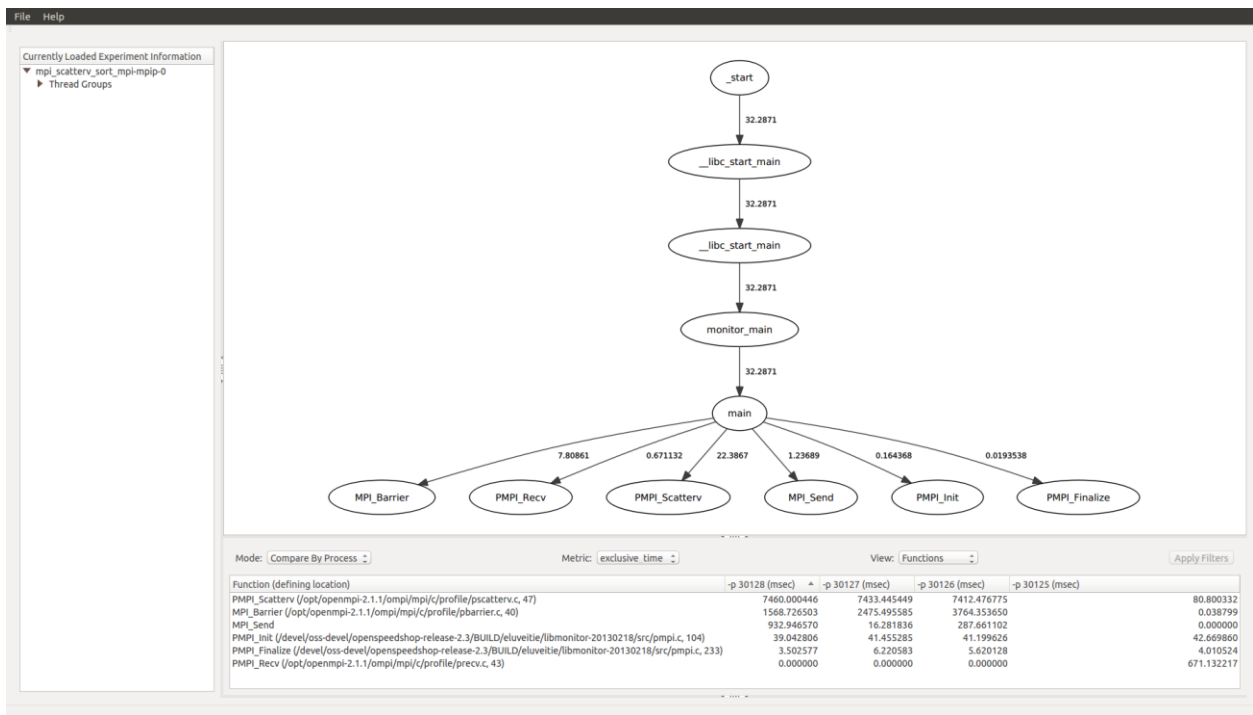 File Help
Currently Loaded Experiment Information
mpi_scatterv_sort_mpi-mpip-0
Thread Groups
_start
32.2871
__libc_start_main
32.2871
__libc_start_main
32.2871
monitor_main
32.2871
main
7.80861 0.671132 22.3867 1.23689 0.164368 0.0193538
MPI_Barrier PMPI_Recv PMPI_Scatterv MPI_Send PMPI_Init PMPI_Finalize
Mode: Compare By Process Metric: exclusive_time View: Functions Apply Filters
Function (defining location) -p 30128 (msec) -p 30127 (msec) -p 30126 (msec) -p 30125 (msec)
PMPI_Scatterv (/opt/openmpi-2.1.1/ompi/mpi/c/profile/pscatterv.c, 47) 7460.000446 7433.445449 7412.476775 80.800332
MPI_Barrier (/opt/openmpi-2.1.1/ompi/mpi/c/profile/pbarrier.c, 40) 1568.726503 2475.495585 3764.353650 0.038799
MPI_Send 932.946570 16.281836 287.661102 0.000000
PMPI_Init (/devel/oss-devel/openspeedshop-release-2.3/BUILD/eluveitie/libmonitor-20130218/src/pmpi.c, 104) 39.042806 41.455285 41.199626 42.669860
PMPI_Finalize (/devel/oss-devel/openspeedshop-release-2.3/BUILD/eluveitie/libmonitor-20130218/src/pmpi.c, 233) 3.502577 6.220583 5.620128 4.010524
PMPI_Recv (/opt/openmpi-2.1.1/ompi/mpi/c/profile/precv.c, 43) 0.000000 0.000000 0.000000 671.132217